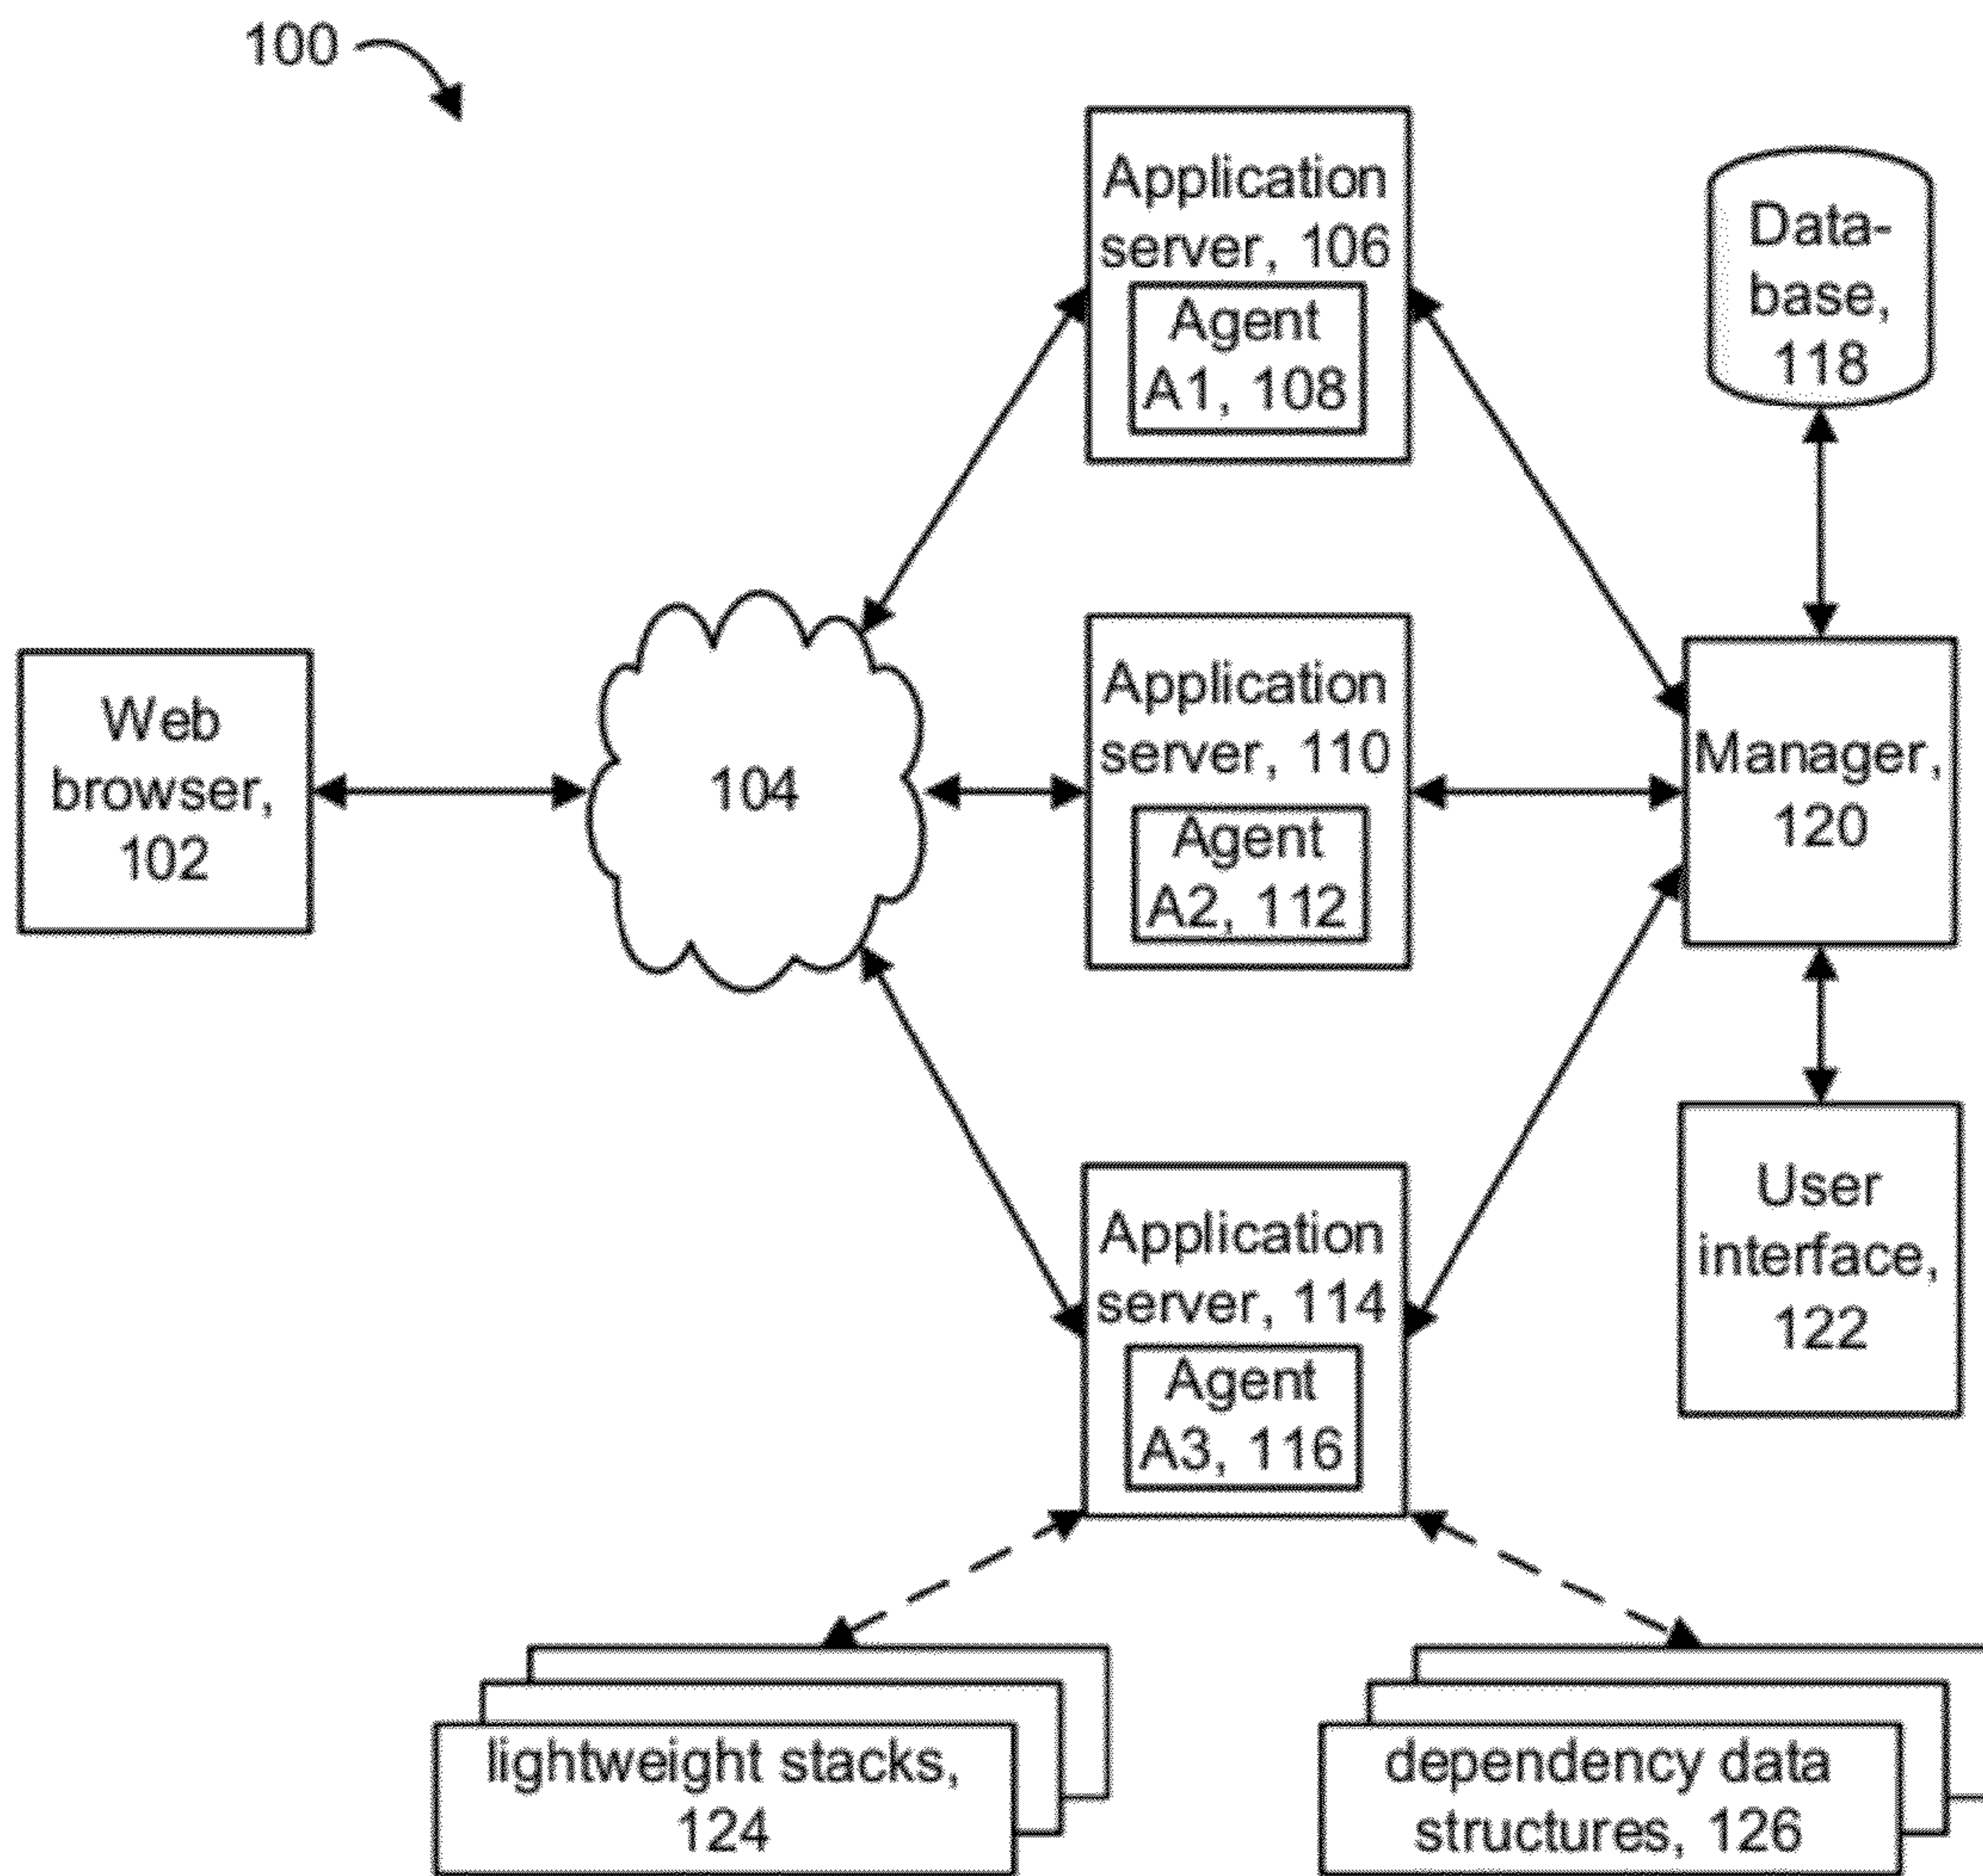 100
Application
server, 106
Agent
A1, 108
Data-
base,
118
Web
browser,
102
104
Application
server, 110
Agent
A2, 112
Manager,
120
Application
server, 114
Agent
A3, 116
User
interface,
122
lightweight stacks,
124
dependency data
structures, 126